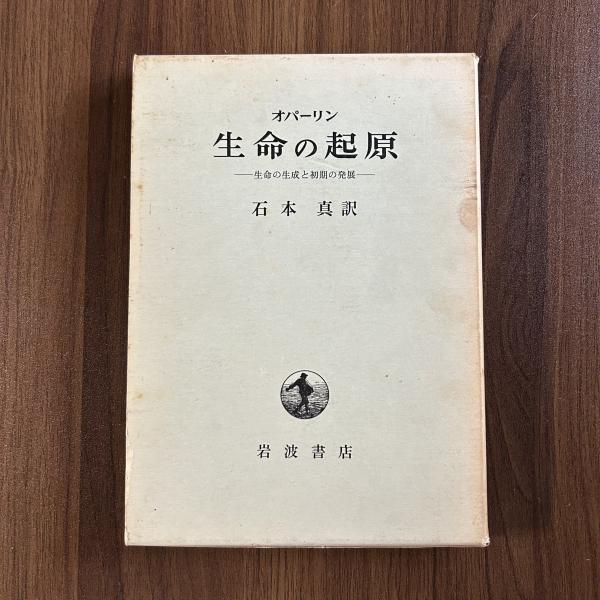 オパーリン
生命の起原
―生命の生成と初期の発展―
石本 真訳
岩波書店